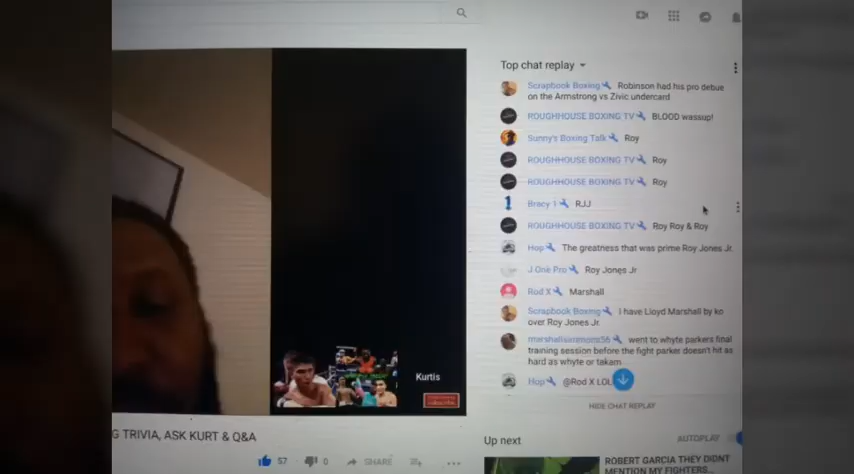 Top chat replay
Scrapbook Boxing Robinson had his pro debue
on the Armstrong vs Zivic undercard
ROUGHHOUSE BOXING TV BLOOD wassup!
Sunny's Boxing Talk Roy
ROUGHHOUSE BOXING TV Roy
ROUGHHOUSE BOXING TV Roy
Bracy 1 RJJ
ROUGHHOUSE BOXING TV Roy Roy & Roy
Hop The greatness that was prime Roy Jones Jr.
J One Pro Roy Jones Jr
Rod X Marshall
Scrapbook Boxing I have Lloyd Marshall by ko
over Roy Jones Jr.
went to whyte parkers final
training session before the fight parker doesn't hit as
hard as whyte or takam
Hop @Rod X LOL
HIDE CHAT REPLAY
Kurtis
G TRIVIA, ASK KURT & Q&A
57 0 SHARE
Up next
AUTOPLAY
ROBERT GARCIA THEY DIDNT
MENTION MY FIGHTERS...